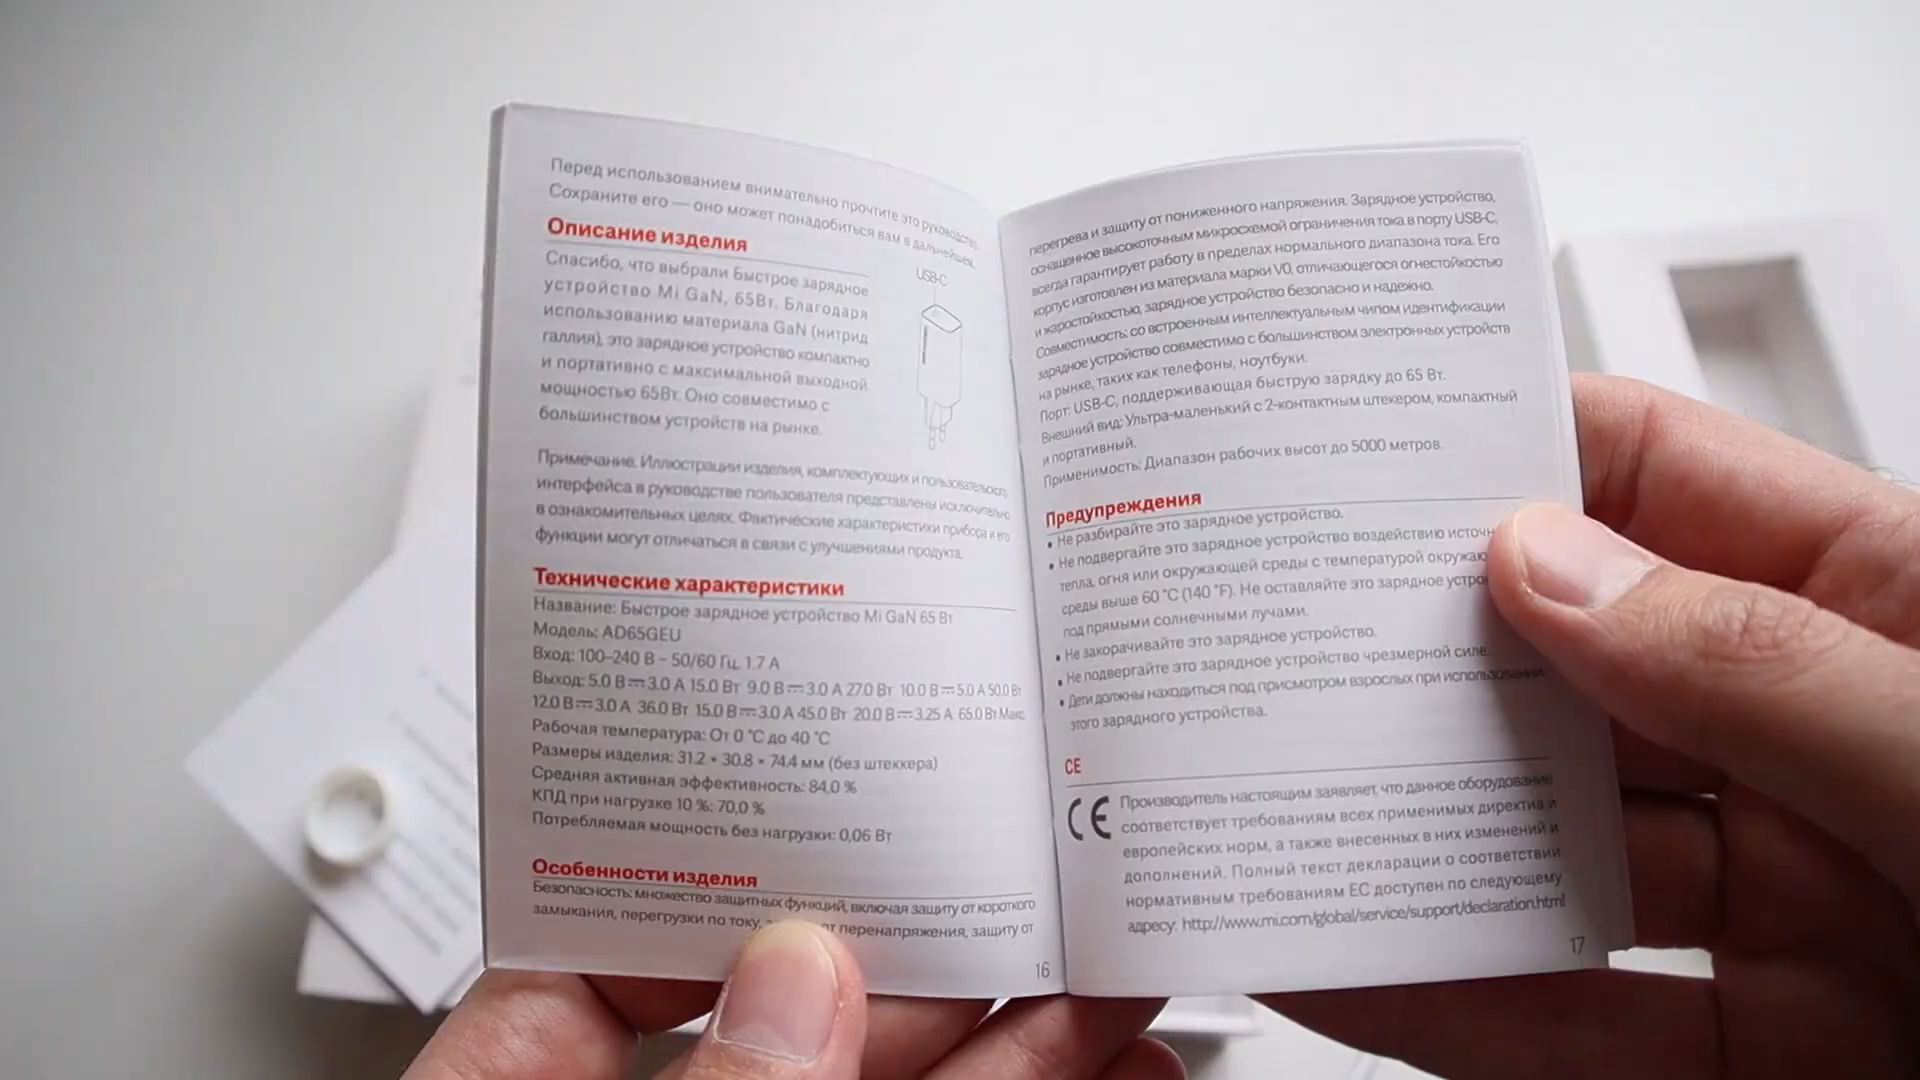 Перед использованием внимательно прочтите это руководство.
Сохраните его — оно может понадобиться вам в дальнейшем.
Описание изделия
Спасибо, что выбрали Быстрое зарядное
устройство Mi GaN, 65Вт. Благодаря
использованию материала GaN (нитрид
галлия), это зарядное устройство компактно
и портативно с максимальной выходной
мощностью 65Вт. Оно совместимо с
большинством устройств на рынке.
USB-C
Примечание. Иллюстрации изделия, комплектующих и пользовательского
интерфейса в руководстве пользователя представлены исключительно
в ознакомительных целях. Фактические характеристики прибора и его
функции могут отличаться в связи с улучшениями продукта.
Технические характеристики
Название: Быстрое зарядное устройство Mi GaN 65 Вт
Модель: AD65GEU
Вход: 100–240 В ~ 50/60 Гц, 1.7 А
Выход: 5.0 В⎓3.0 А 15.0 Вт 9.0 В⎓3.0 А 27.0 Вт 10.0 В⎓5.0 А 50.0 Вт
12.0 В⎓3.0 А 36.0 Вт 15.0 В⎓3.0 А 45.0 Вт 20.0 В⎓3.25 А 65.0 Вт Макс.
Рабочая температура: От 0 °C до 40 °C
Размеры изделия: 31.2 × 30.8 × 74.4 мм (без штеккера)
Средняя активная эффективность: 84,0 %
КПД при нагрузке 10 %: 70,0 %
Потребляемая мощность без нагрузки: 0,06 Вт
Особенности изделия
Безопасность: множество защитных функций, включая защиту от короткого
замыкания, перегрузки по току, от перенапряжения, защиту от
16
перегрева и защиту от пониженного напряжения. Зарядное устройство,
оснащенное высокоточным микросхемой ограничения тока в порту USB-C,
всегда гарантирует работу в пределах нормального диапазона тока. Его
корпус изготовлен из материала марки V0, отличающегося огнестойкостью
и жаростойкостью, зарядное устройство безопасно и надежно.
Совместимость: со встроенным интеллектуальным чипом идентификации
зарядное устройство совместимо с большинством электронных устройств
на рынке, таких как телефоны, ноутбуки.
Порт: USB-C, поддерживающая быструю зарядку до 65 Вт.
Внешний вид: Ультра-маленький с 2-контактным штекером, компактный
и портативный.
Применимость: Диапазон рабочих высот до 5000 метров.
Предупреждения
• Не разбирайте это зарядное устройство.
• Не подвергайте это зарядное устройство воздействию источн
тепла, огня или окружающей среды с температурой окружаю
среды выше 60 °C (140 °F). Не оставляйте это зарядное устро
под прямыми солнечными лучами.
• Не закорачивайте это зарядное устройство.
• Не подвергайте это зарядное устройство чрезмерной силе.
• Дети должны находиться под присмотром взрослых при использовании
этого зарядного устройства.
CE
CE Производитель настоящим заявляет, что данное оборудование
соответствует требованиям всех применимых директив и
европейских норм, а также внесенных в них изменений и
дополнений. Полный текст декларации о соответствии
нормативным требованиям ЕС доступен по следующему
адресу: http://www.mi.com/global/service/support/declaration.html
17